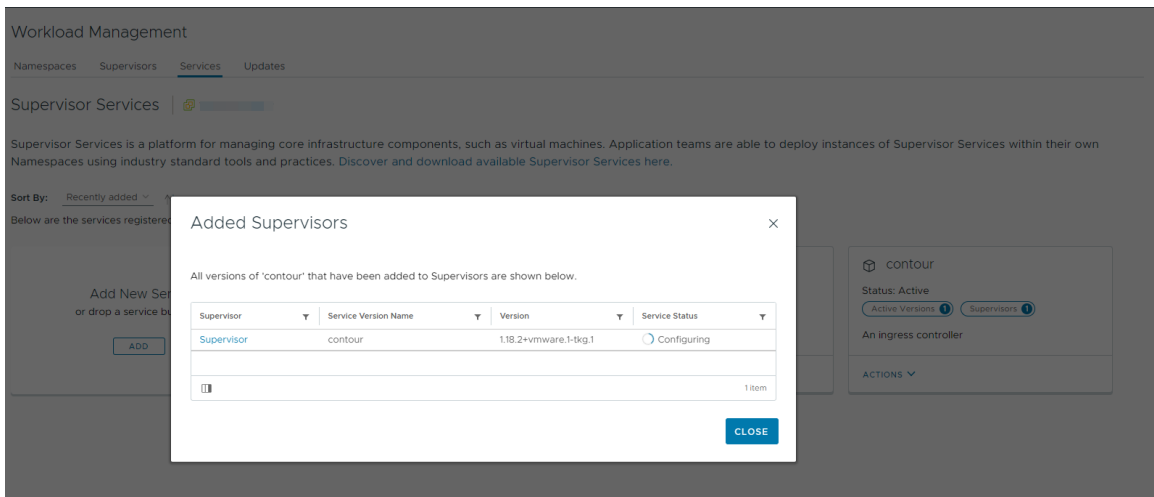 Workload Management
Namespaces Supervisors Services Updates
Supervisor Services
Supervisor Services is a platform for managing core infrastructure components, such as virtual machines. Application teams are able to deploy instances of Supervisor Services within their own
Namespaces using industry standard tools and practices. Discover and download available Supervisor Services here.
Sort By: Recently added
Below are the services registered
Add New Ser
or drop a service bu
ADD
Added Supervisors
All versions of 'contour' that have been added to Supervisors are shown below.
Supervisor Service Version Name Version Service Status
Supervisor contour 1.18.2+vmware.1-tkg.1 Configuring
1 item
CLOSE
contour
Status: Active
Active Versions 1 Supervisors 1
An ingress controller
ACTIONS